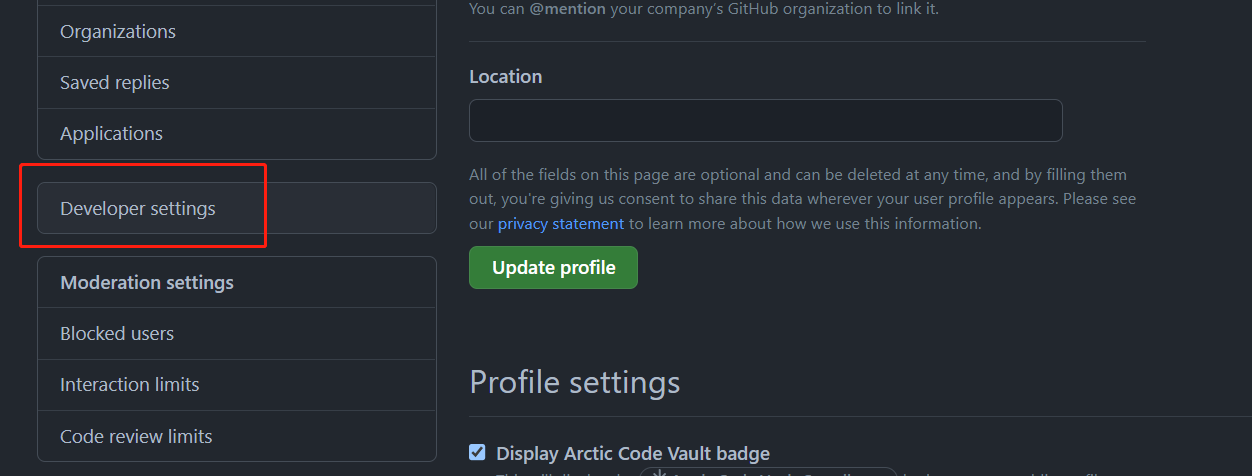 Organizations
Saved replies
Applications
Developer settings
Moderation settings
Blocked users
Interaction limits
Code review limits
You can @mention your company's GitHub organization to link it.
Location
All of the fields on this page are optional and can be deleted at any time, and by filling them
out, you're giving us consent to share this data wherever your user profile appears. Please see
our privacy statement to learn more about how we use this information.
Update profile
Profile settings
Display Arctic Code Vault badge